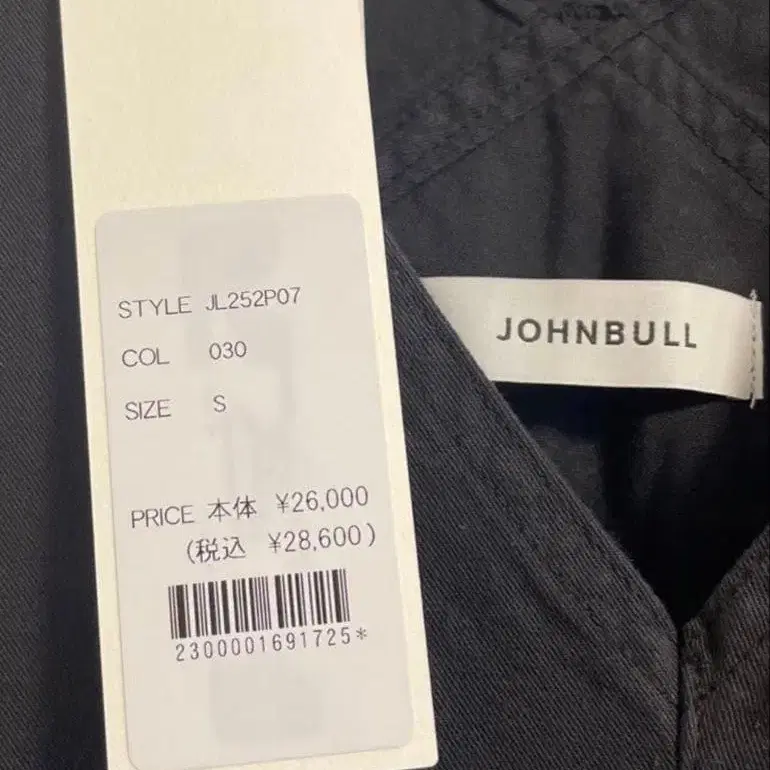 STYLE JL252P07
COL 030
SIZE S
PRICE 本体 ¥26,000
(税込 ¥28,600)
2300001691725*
JOHNBULL